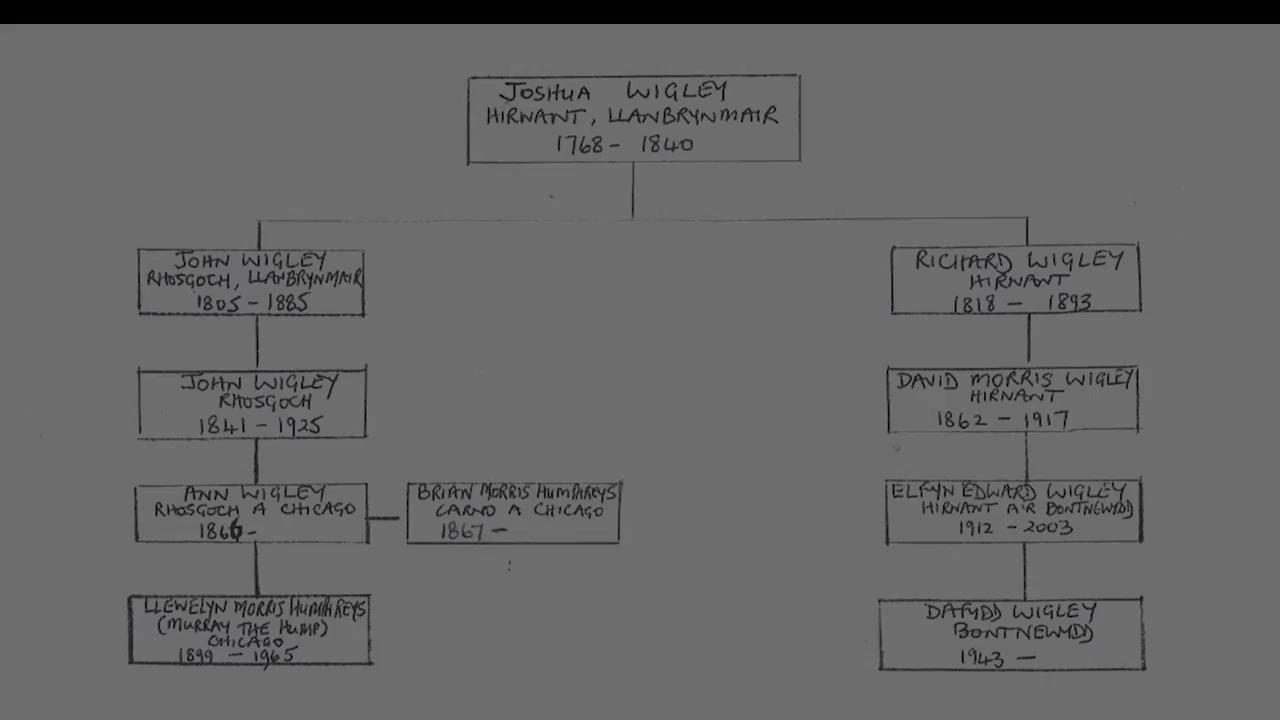 JOSHUA WIGLEY
HIRNANT, LLANBRYNMAIR
1768 - 1840
JOHN WIGLEY
RHOSGOCH, LLANBRYNMAIR
1805 - 1885
RICHARD WIGLEY
HIRNANT
1818 - 1893
JOHN WIGLEY
RHOSGOCH
1841 - 1925
DAVID MORRIS WIGLEY
HIRNANT
1862 - 1917
ANN WIGLEY
RHOSGOCH A CHICAGO
1866 -
BRIAN MORRIS HUMPHREYS
CARNO A CHICAGO
1867 -
ELFYN EDWARD WIGLEY
HIRNANT A'R BONTNEWYDD
1912 - 2003
LLEWELYN MORRIS HUMPHREYS
(MURRAY THE HUMP)
CHICAGO
1899 - 1965
DAFYDD WIGLEY
BONTNEWYDD
1943 -